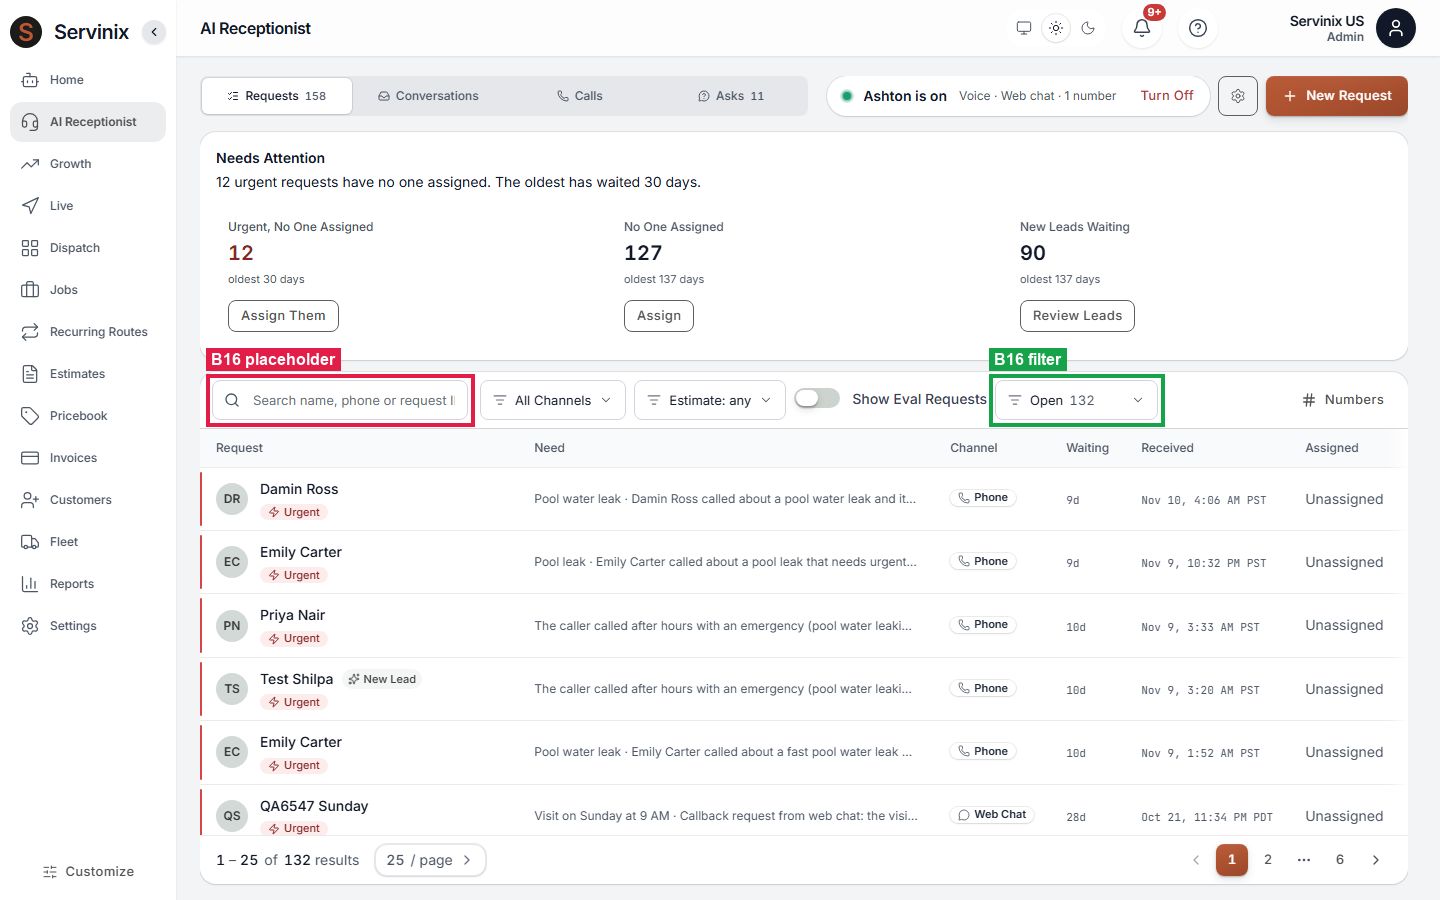 Servinix
Home
AI Receptionist
Growth
Live
Dispatch
Jobs
Recurring Routes
Estimates
Pricebook
Invoices
Customers
Fleet
Reports
Settings
Customize
AI Receptionist
9+
Servinix US
Admin
Requests 158
Conversations
Calls
Asks 11
Ashton is on Voice · Web chat · 1 number Turn Off
+ New Request
Needs Attention
12 urgent requests have no one assigned. The oldest has waited 30 days.
Urgent, No One Assigned
12
oldest 30 days
Assign Them
No One Assigned
127
oldest 137 days
Assign
New Leads Waiting
90
oldest 137 days
Review Leads
B16 placeholder
B16 filter
Search name, phone or request I
All Channels
Estimate: any
Show Eval Requests
Open 132
# Numbers
Request Need Channel Waiting Received Assigned
DR Damin Ross
Urgent
Pool water leak · Damin Ross called about a pool water leak and it...
Phone 9d Nov 10, 4:06 AM PST Unassigned
EC Emily Carter
Urgent
Pool leak · Emily Carter called about a pool leak that needs urgent...
Phone 9d Nov 9, 10:32 PM PST Unassigned
PN Priya Nair
Urgent
The caller called after hours with an emergency (pool water leaki...
Phone 10d Nov 9, 3:33 AM PST Unassigned
TS Test Shilpa New Lead
Urgent
The caller called after hours with an emergency (pool water leaki...
Phone 10d Nov 9, 3:20 AM PST Unassigned
EC Emily Carter
Urgent
Pool water leak · Emily Carter called about a fast pool water leak ...
Phone 10d Nov 9, 1:52 AM PST Unassigned
QS QA6547 Sunday
Urgent
Visit on Sunday at 9 AM · Callback request from web chat: the visi...
Web Chat 28d Oct 21, 11:34 PM PDT Unassigned
1 – 25 of 132 results
25 / page
1 2 ... 6